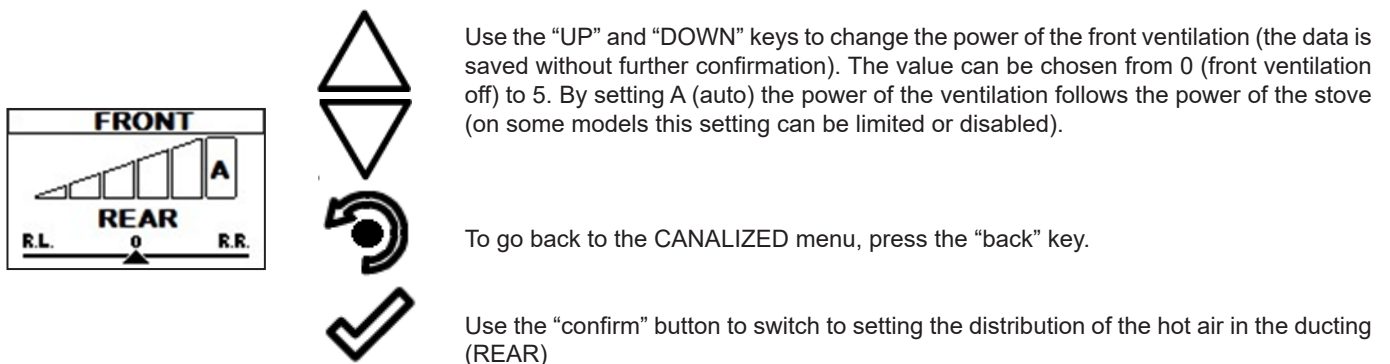 FRONT
A
REAR
R.L. 0 R.R.
Use the “UP” and “DOWN” keys to change the power of the front ventilation (the data is
saved without further confirmation). The value can be chosen from 0 (front ventilation
off) to 5. By setting A (auto) the power of the ventilation follows the power of the stove
(on some models this setting can be limited or disabled).
To go back to the CANALIZED menu, press the “back” key.
Use the “confirm” button to switch to setting the distribution of the hot air in the ducting
(REAR)